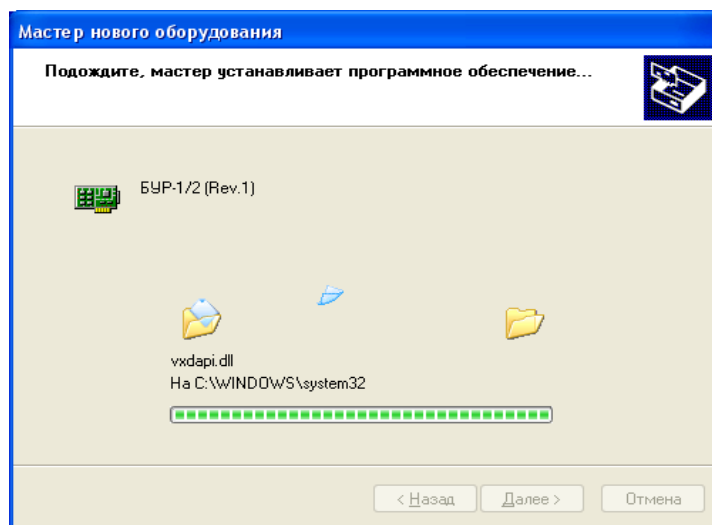 Мастер нового оборудования
Подождите, мастер устанавливает программное обеспечение...
БУР-1/2 (Rev.1)
vxdapi.dll
На C:\WINDOWS\system32
< Назад
Далее >
Отмена